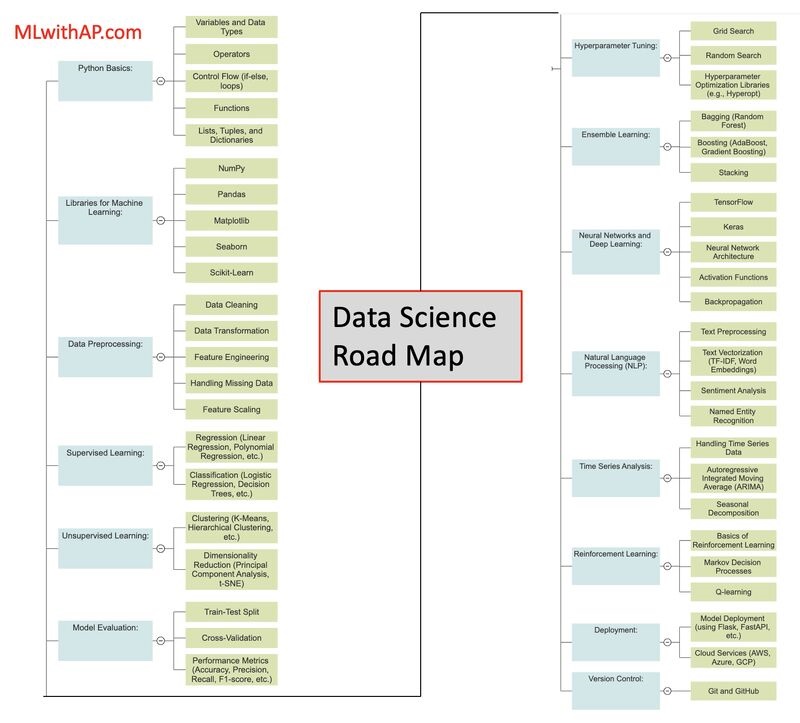 MLwithAP.com
Python Basics:
Variables and Data
Types
Operators
Control Flow (if-else,
loops)
Functions
Lists, Tuples, and
Dictionaries
Libraries for Machine
Learning:
NumPy
Pandas
Matplotlib
Seaborn
Scikit-Learn
Data Preprocessing:
Data Cleaning
Data Transformation
Feature Engineering
Handling Missing Data
Feature Scaling
Supervised Learning:
Regression (Linear
Regression, Polynomial
Regression, etc.)
Classification (Logistic
Regression, Decision
Trees, etc.)
Unsupervised Learning:
Clustering (K-Means,
Hierarchical Clustering,
etc.)
Dimensionality
Reduction (Principal
Component Analysis,
t-SNE)
Model Evaluation:
Train-Test Split
Cross-Validation
Performance Metrics
(Accuracy, Precision,
Recall, F1-score, etc.)
Data Science
Road Map
Hyperparameter Tuning:
Grid Search
Random Search
Hyperparameter
Optimization Libraries
(e.g., Hyperopt)
Ensemble Learning:
Bagging (Random
Forest)
Boosting (AdaBoost,
Gradient Boosting)
Stacking
Neural Networks and
Deep Learning:
TensorFlow
Keras
Neural Network
Architecture
Activation Functions
Backpropagation
Natural Language
Processing (NLP):
Text Preprocessing
Text Vectorization
(TF-IDF, Word
Embeddings)
Sentiment Analysis
Named Entity
Recognition
Time Series Analysis:
Handling Time Series
Data
Autoregressive
Integrated Moving
Average (ARIMA)
Seasonal
Decomposition
Reinforcement Learning:
Basics of
Reinforcement Learning
Markov Decision
Processes
Q-learning
Deployment:
Model Deployment
(using Flask, FastAPI,
etc.)
Cloud Services (AWS,
Azure, GCP)
Version Control:
Git and GitHub